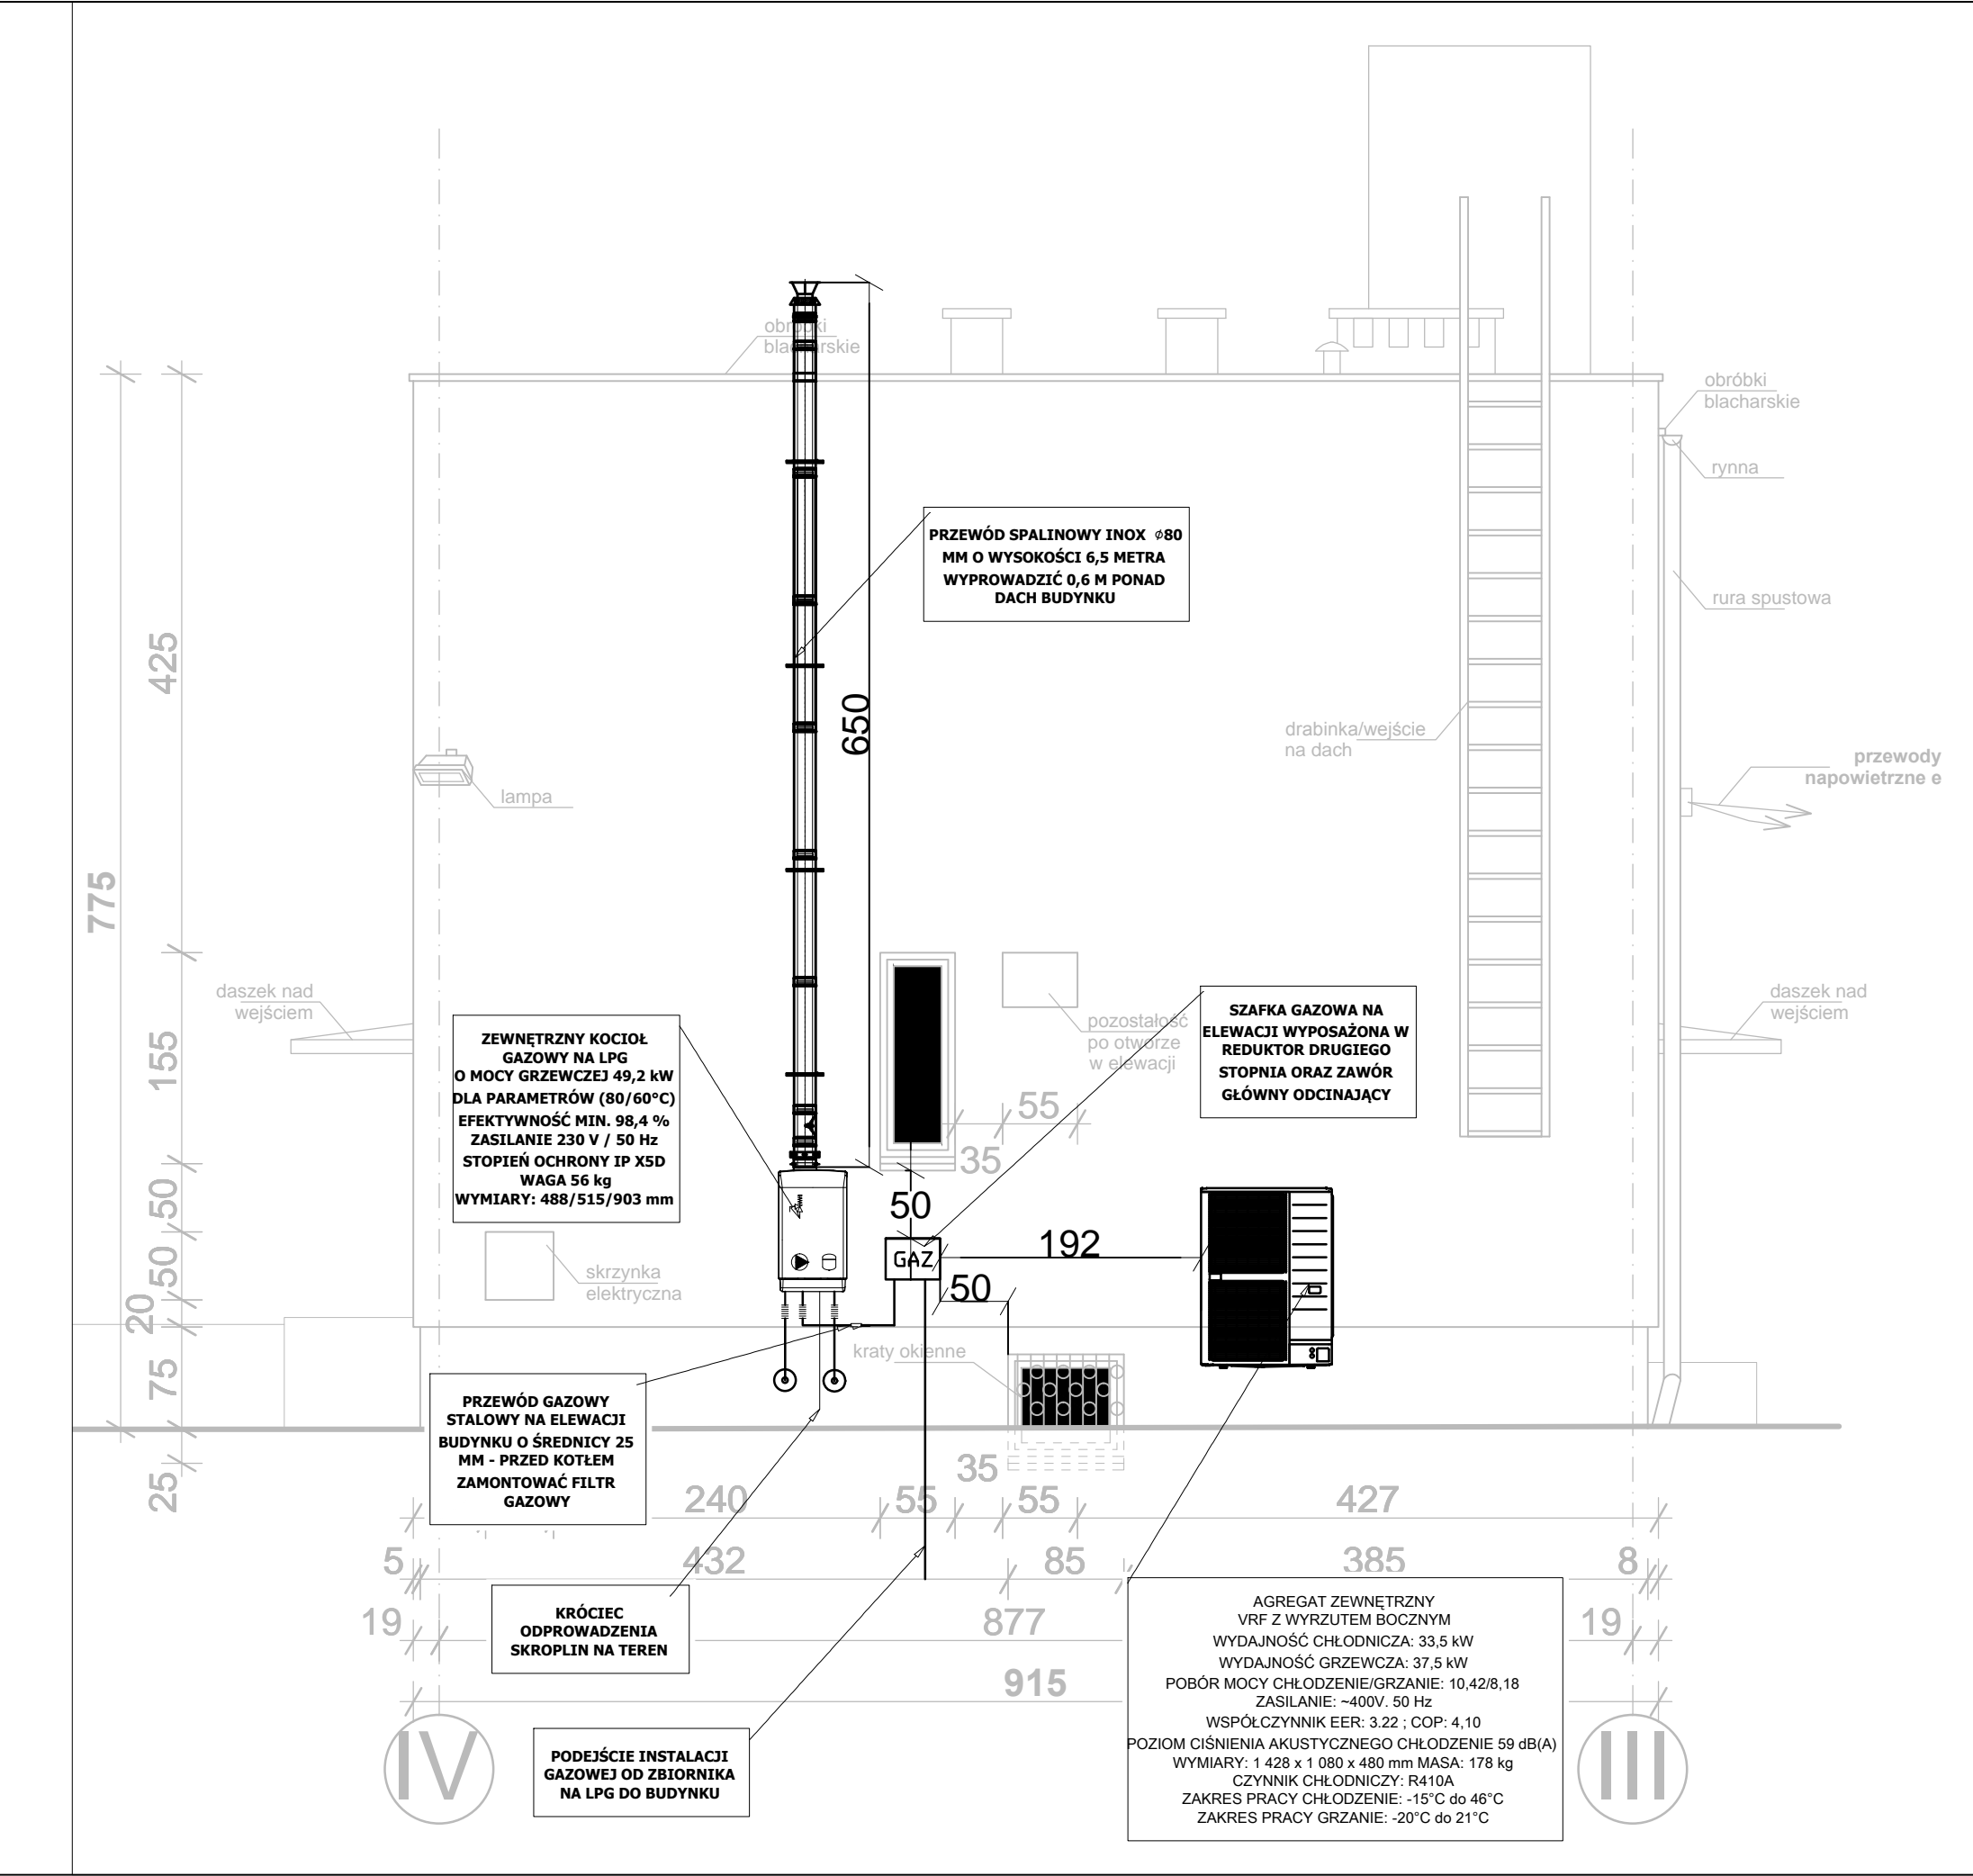 obróbki
blacharskie
obróbki
blacharskie
rynna
PRZEWÓD SPALINOWY INOX ⌀80
MM O WYSOKOŚCI 6,5 METRA
WYPROWADZIĆ 0,6 M PONAD
DACH BUDYNKU
rura spustowa
425
650
drabinka/wejście
na dach
przewody
napowietrzne e
lampa
775
daszek nad
wejściem
daszek nad
wejściem
ZEWNĘTRZNY KOCIOŁ
GAZOWY NA LPG
O MOCY GRZEWCZEJ 49,2 kW
DLA PARAMETRÓW (80/60°C)
EFEKTYWNOŚĆ MIN. 98,4 %
ZASILANIE 230 V / 50 Hz
STOPIEŃ OCHRONY IP X5D
WAGA 56 kg
WYMIARY: 488/515/903 mm
pozostałość
po otworze
w elewacji
SZAFKA GAZOWA NA
ELEWACJI WYPOSAŻONA W
REDUKTOR DRUGIEGO
STOPNIA ORAZ ZAWÓR
GŁÓWNY ODCINAJĄCY
155
55
35
50
50
192
GAZ
50
50
skrzynka
elektryczna
20
kraty okienne
75
PRZEWÓD GAZOWY
STALOWY NA ELEWACJI
BUDYNKU O ŚREDNICY 25
MM - PRZED KOTŁEM
ZAMONTOWAĆ FILTR
GAZOWY
25
35
240
55
55
427
5
432
85
385
8
19
877
19
915
KRÓCIEC
ODPROWADZENIA
SKROPLIN NA TEREN
PODEJŚCIE INSTALACJI
GAZOWEJ OD ZBIORNIKA
NA LPG DO BUDYNKU
AGREGAT ZEWNĘTRZNY
VRF Z WYRZUTEM BOCZNYM
WYDAJNOŚĆ CHŁODNICZA: 33,5 kW
WYDAJNOŚĆ GRZEWCZA: 37,5 kW
POBÓR MOCY CHŁODZENIE/GRZANIE: 10,42/8,18
ZASILANIE: ~400V. 50 Hz
WSPÓŁCZYNNIK EER: 3.22 ; COP: 4,10
POZIOM CIŚNIENIA AKUSTYCZNEGO CHŁODZENIE 59 dB(A)
WYMIARY: 1 428 x 1 080 x 480 mm MASA: 178 kg
CZYNNIK CHŁODNICZY: R410A
ZAKRES PRACY CHŁODZENIE: -15°C do 46°C
ZAKRES PRACY GRZANIE: -20°C do 21°C
IV
III